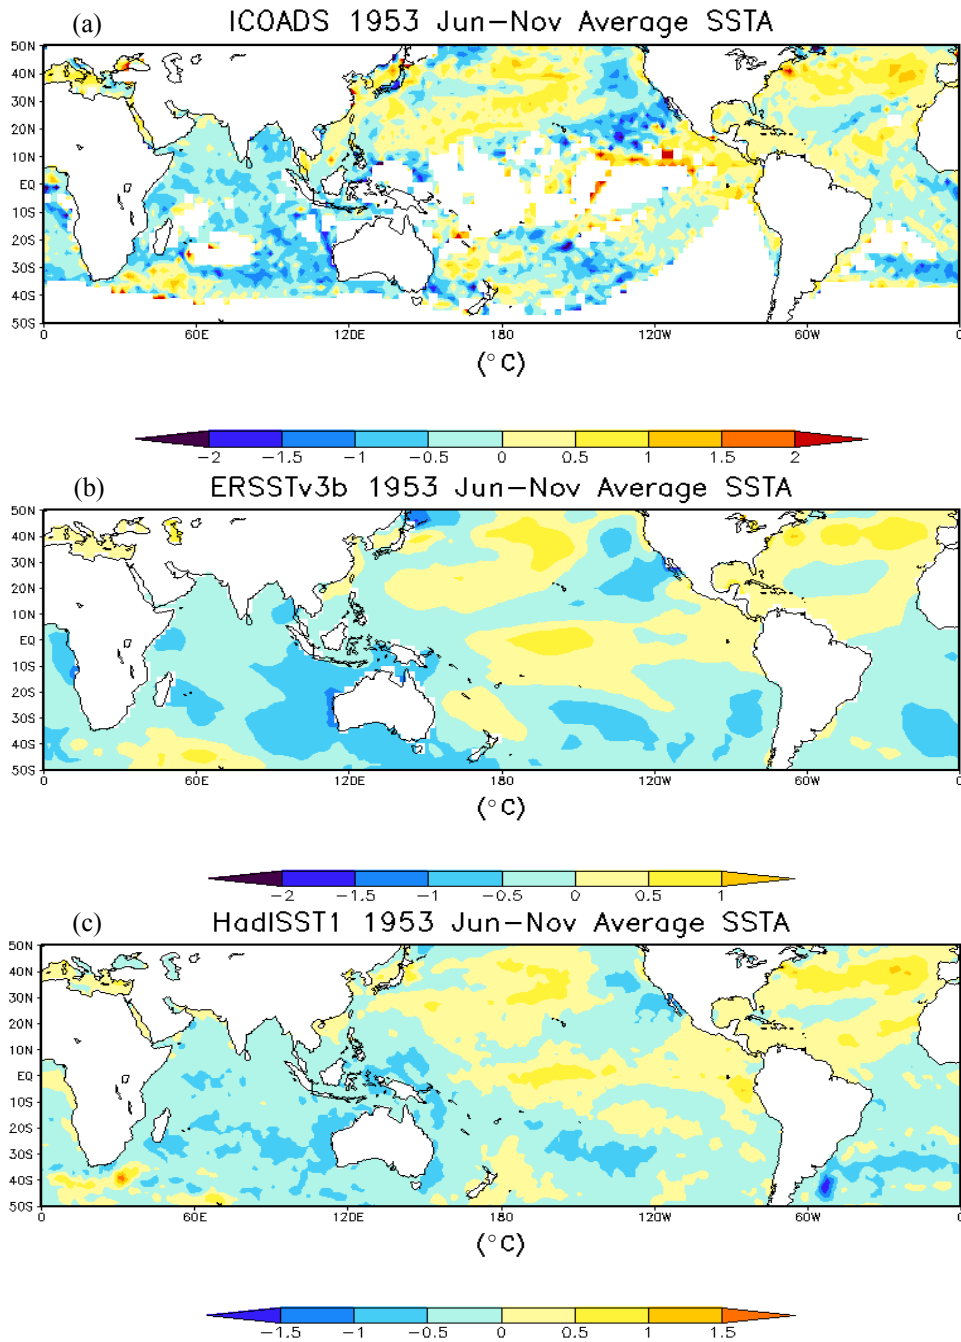 (a) ICOADS 1953 Jun-Nov Average SSTA
50N
40N
30N
20N
10N
EQ
10S
20S
30S
40S
50S
0 60E 120E 180 120W 60W 0
(°C)
-2 -1.5 -1 -0.5 0 0.5 1 1.5 2
(b) ERSSTv3b 1953 Jun-Nov Average SSTA
50N
40N
30N
20N
10N
EQ
10S
20S
30S
40S
50S
0 60E 120E 180 120W 60W 0
(°C)
-2 -1.5 -1 -0.5 0 0.5 1
(c) HadISST1 1953 Jun-Nov Average SSTA
50N
40N
30N
20N
10N
EQ
10S
20S
30S
40S
50S
0 60E 120E 180 120W 60W 0
(°C)
-1.5 -1 -0.5 0 0.5 1 1.5